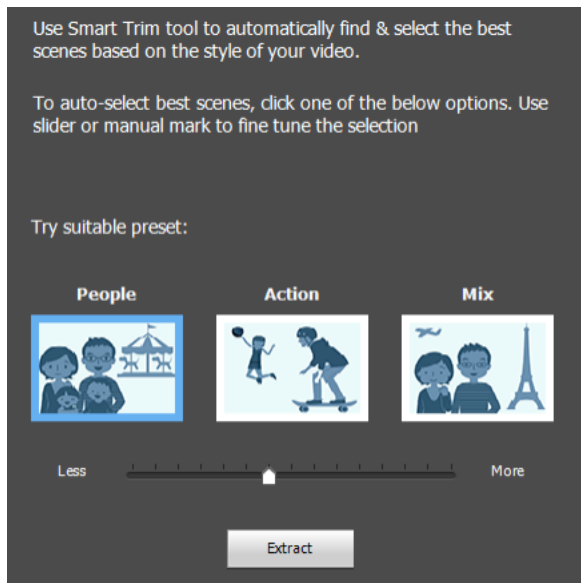 Use Smart Trim tool to automatically find & select the best
scenes based on the style of your video.
To auto-select best scenes, click one of the below options. Use
slider or manual mark to fine tune the selection
Try suitable preset:
People
Action
Mix
Less
More
Extract